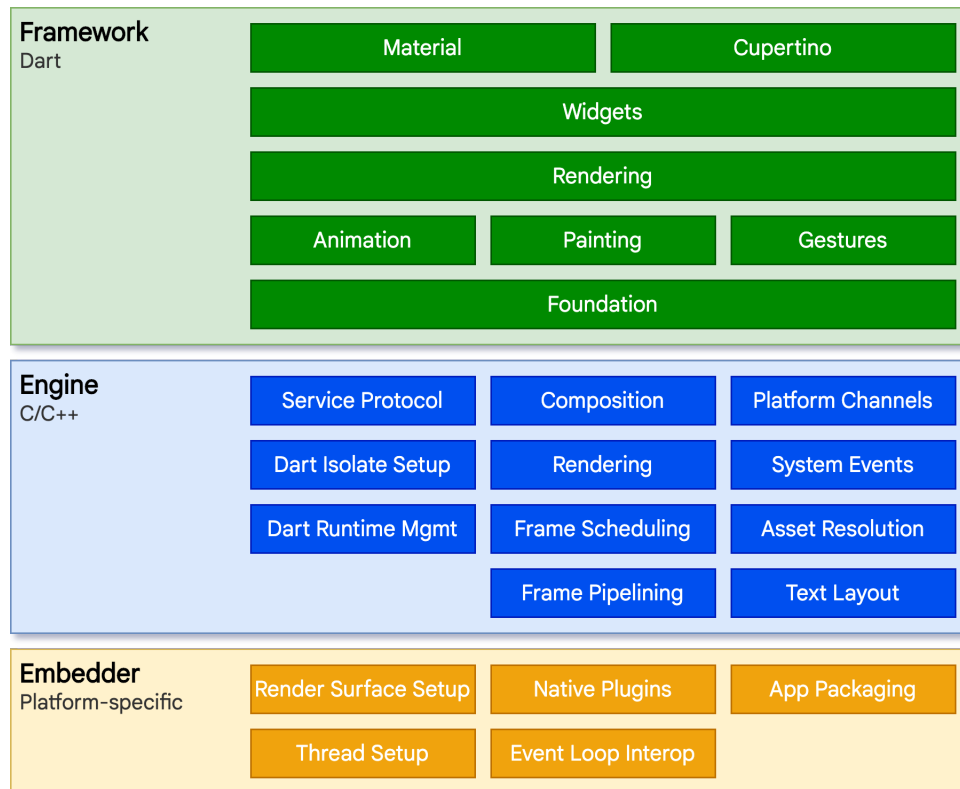 Framework
Dart
Material
Cupertino
Widgets
Rendering
Animation
Painting
Gestures
Foundation
Engine
C/C++
Service Protocol
Composition
Platform Channels
Dart Isolate Setup
Rendering
System Events
Dart Runtime Mgmt
Frame Scheduling
Asset Resolution
Frame Pipelining
Text Layout
Embedder
Platform-specific
Render Surface Setup
Native Plugins
App Packaging
Thread Setup
Event Loop Interop